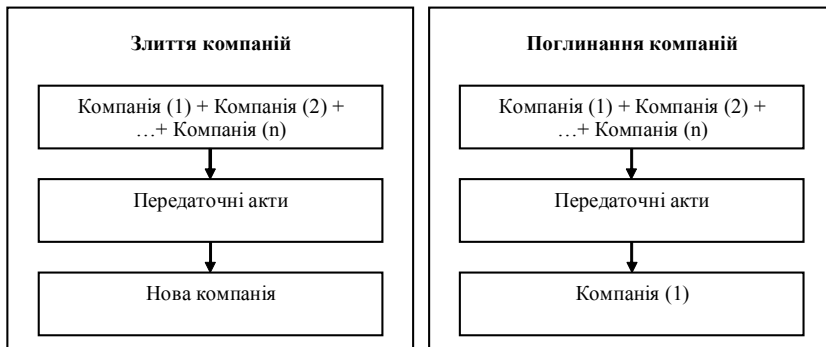 Злиття компаній
Компанія (1) + Компанія (2) +
…+ Компанія (n)
Передаточні акти
Нова компанія
Поглинання компаній
Компанія (1) + Компанія (2) +
…+ Компанія (n)
Передаточні акти
Компанія (1)